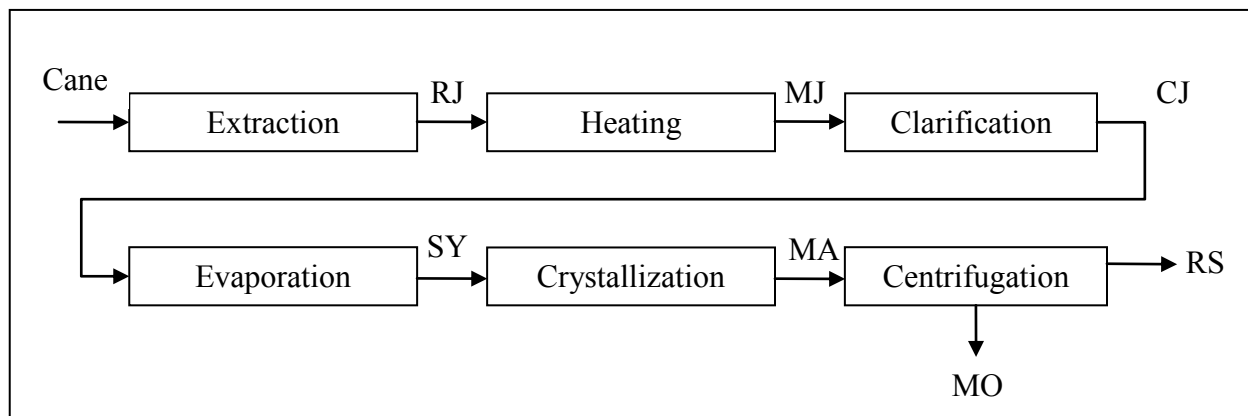 Cane
RJ
MJ
CJ
Extraction
Heating
Clarification
SY
MA
RS
Evaporation
Crystallization
Centrifugation
MO